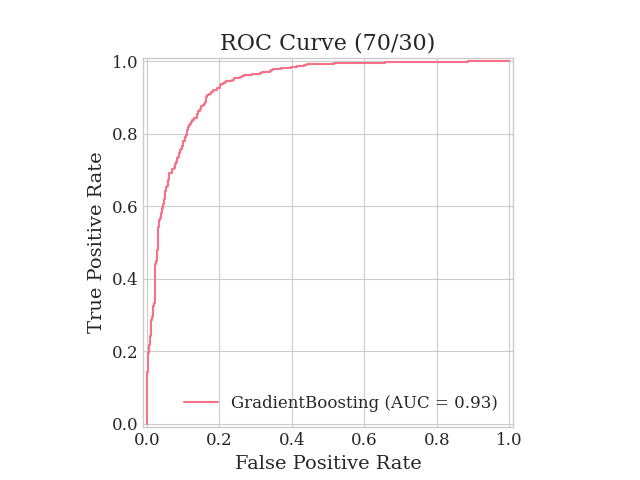 ROC Curve (70/30)
True Positive Rate
1.0
0.8
0.6
0.4
0.2
0.0
GradientBoosting (AUC = 0.93)
0.0 0.2 0.4 0.6 0.8 1.0
False Positive Rate